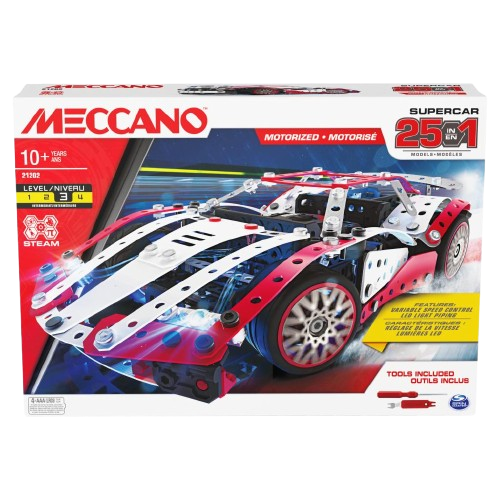 MECCANO
SUPERCAR
25 IN EN 1
MODELS • MODÈLES
MOTORIZED • MOTORISÉ
10+ YEARS ANS
21202
LEVEL / NIVEAU
1 2 3 4
STEAM
FEATURES:
VARIABLE SPEED CONTROL
LED LIGHT PIPING
CARACTÉRISTIQUES :
RÉGLAGE DE LA VITESSE
LUMIÈRES LED
TOOLS INCLUDED
OUTILS INCLUS
SPIN MASTER